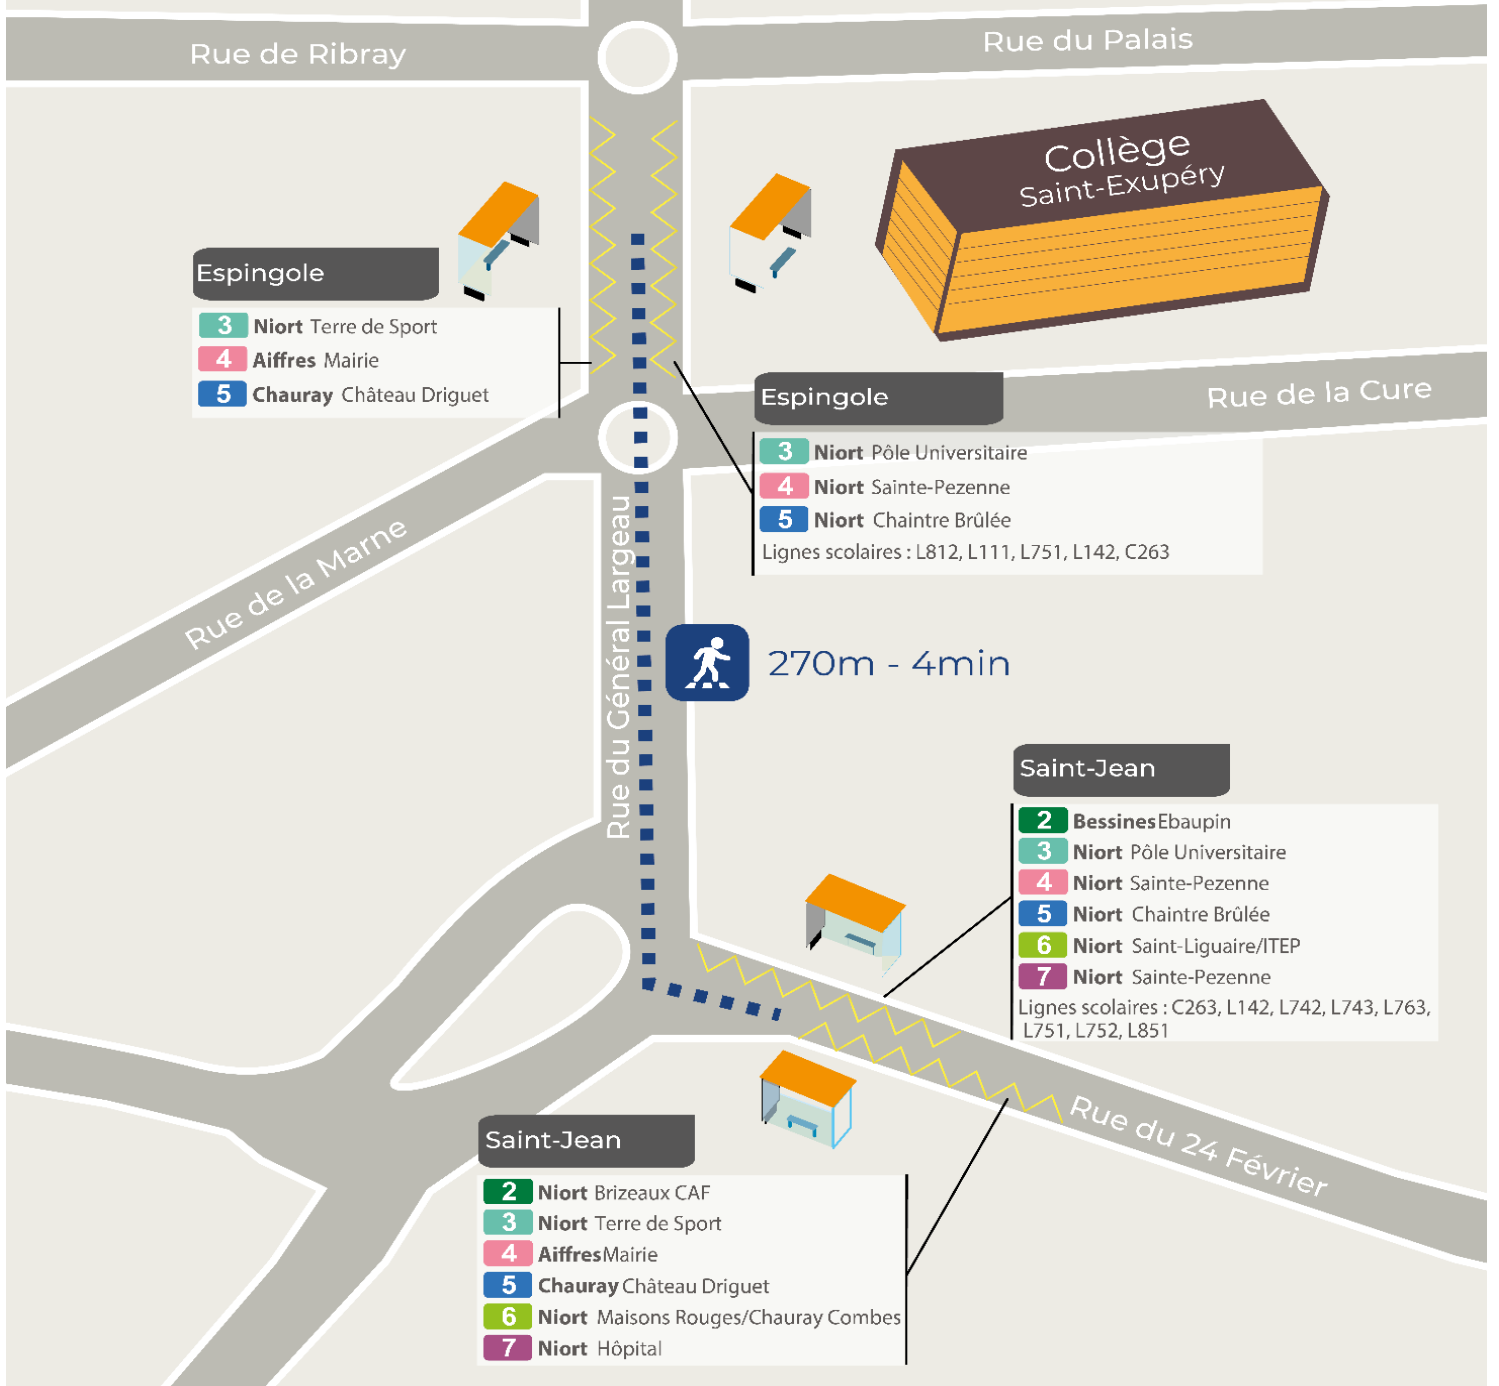 Rue de Ribray
Rue du Palais
Collège
Saint-Exupéry
Espingole
3 Niort Terre de Sport
4 Aiffres Mairie
5 Chauray Château Driguet
Espingole
3 Niort Pôle Universitaire
4 Niort Sainte-Pezenne
5 Niort Chaintre Brûlée
Lignes scolaires : L812, L111, L751, L142, C263
Rue de la Cure
Rue de la Marne
Rue du Général Largeau
270m - 4min
Saint-Jean
2 Bessines Ebaupin
3 Niort Pôle Universitaire
4 Niort Sainte-Pezenne
5 Niort Chaintre Brûlée
6 Niort Saint-Liguaire/ITEP
7 Niort Sainte-Pezenne
Lignes scolaires : C263, L142, L742, L743, L763,
L751, L752, L851
Rue du 24 Février
Saint-Jean
2 Niort Brizeaux CAF
3 Niort Terre de Sport
4 Aiffres Mairie
5 Chauray Château Driguet
6 Niort Maisons Rouges/Chauray Combes
7 Niort Hôpital